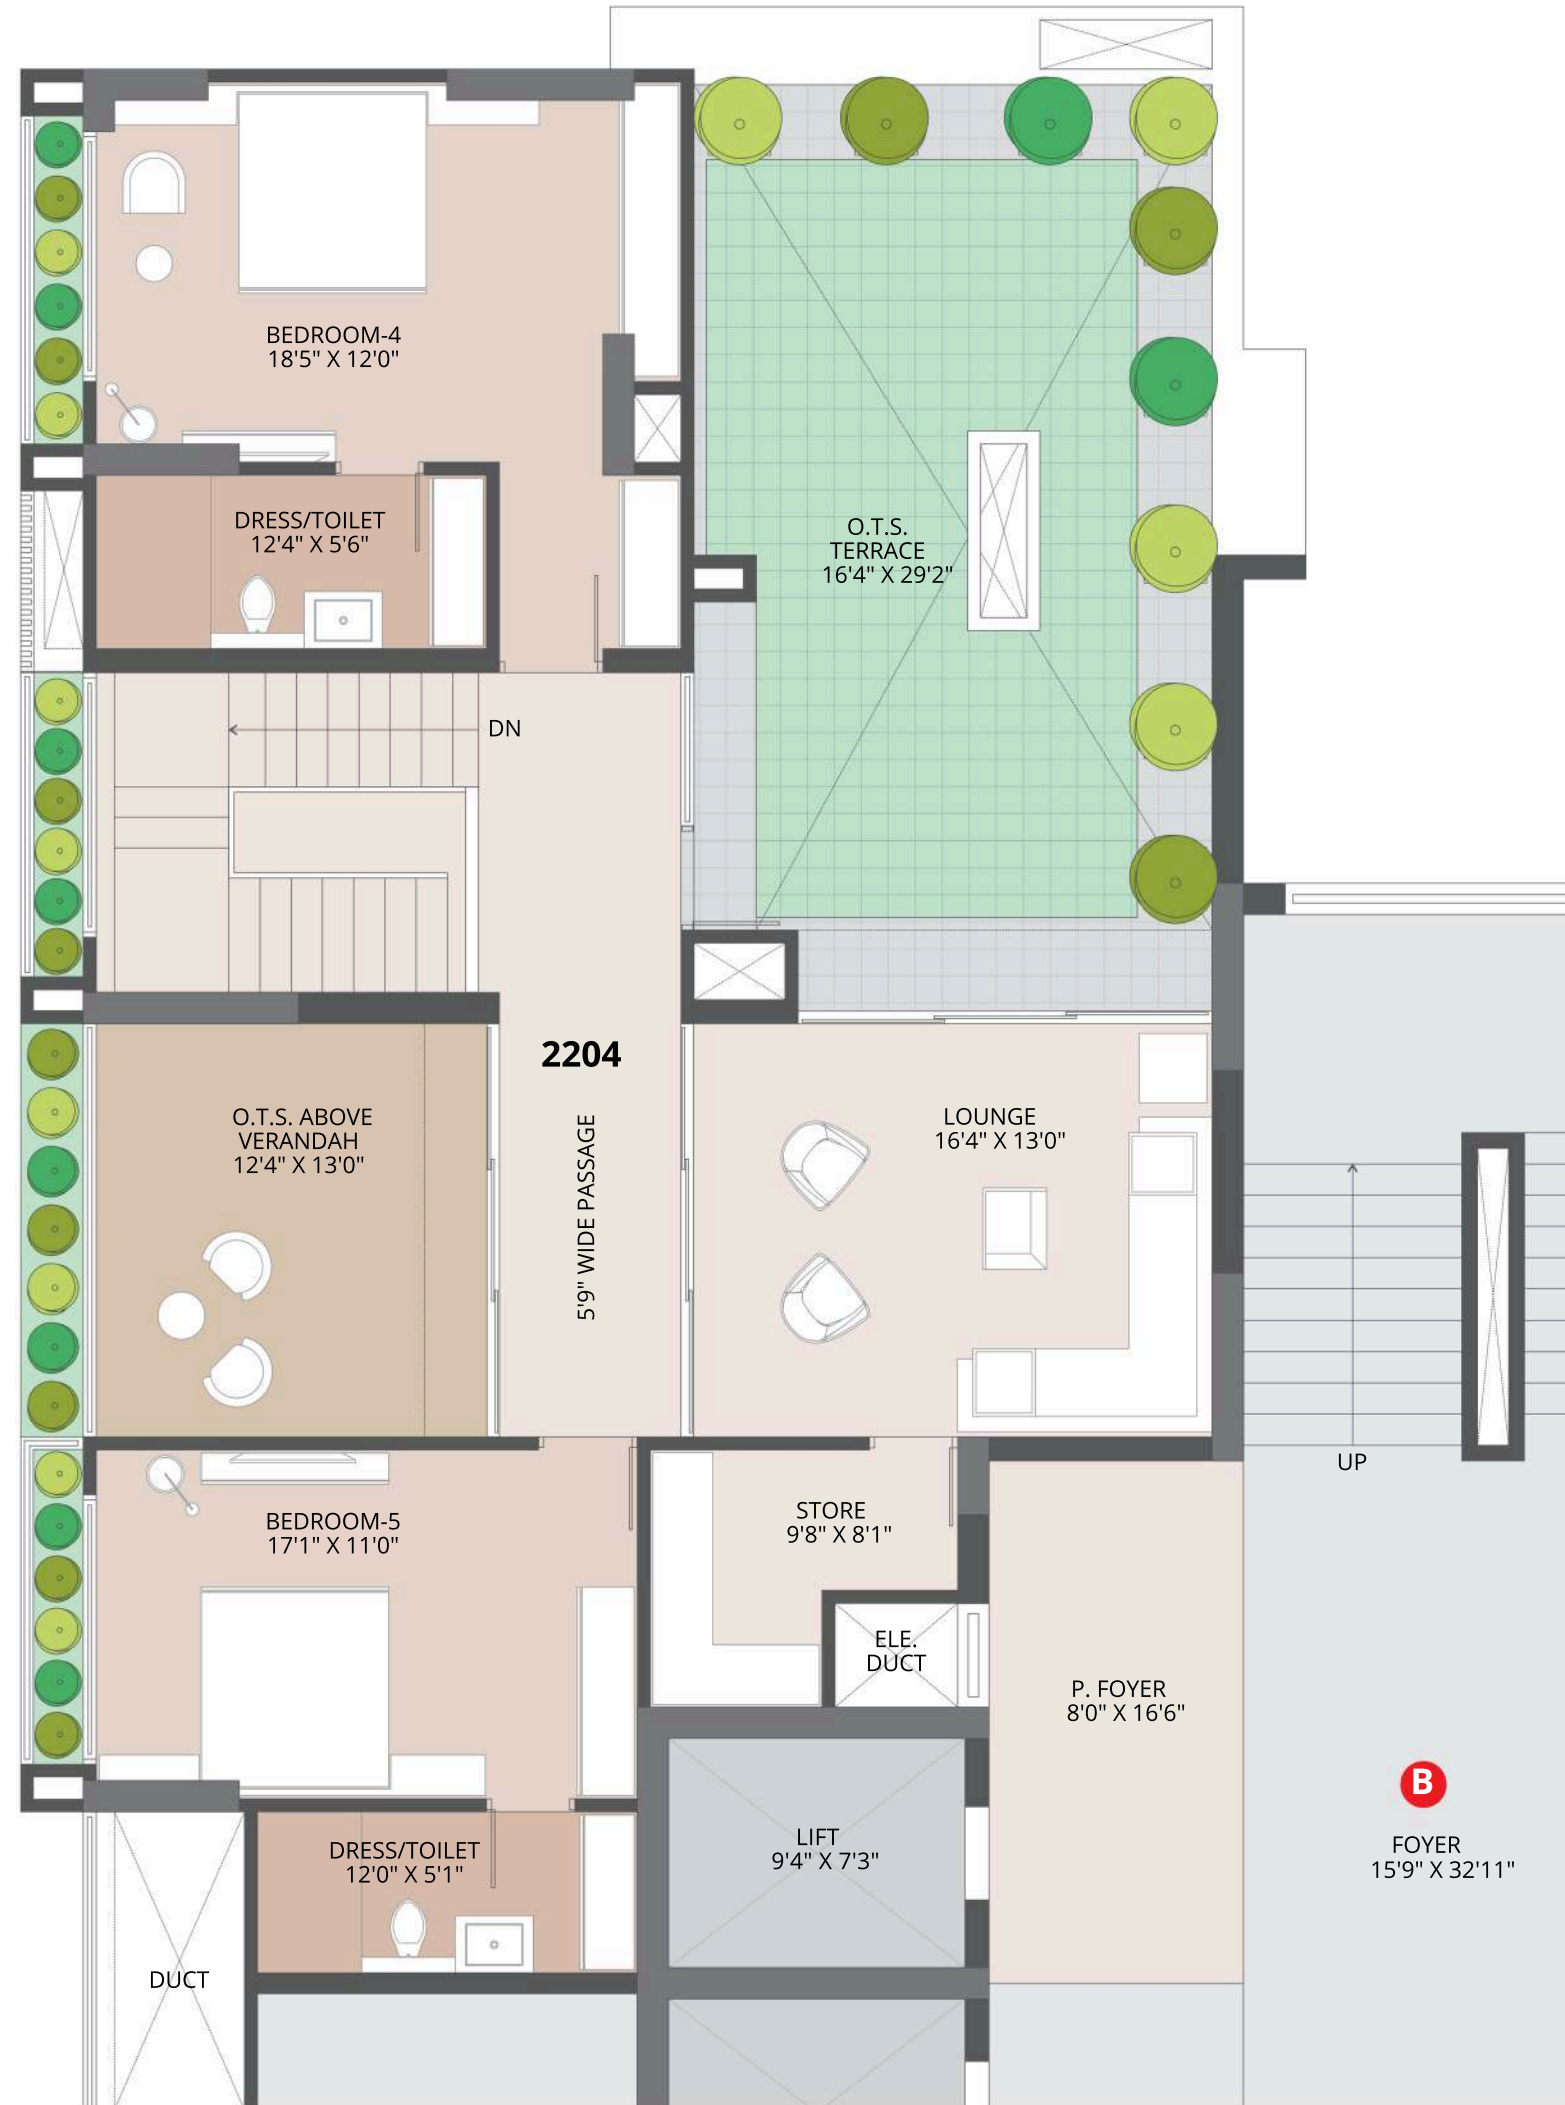 BEDROOM-4
18'5" X 12'0"
DRESS/TOILET
12'4" X 5'6"
O.T.S.
TERRACE
16'4" X 29'2"
DN
2204
O.T.S. ABOVE
VERANDAH
12'4" X 13'0"
5'9" WIDE PASSAGE
LOUNGE
16'4" X 13'0"
UP
BEDROOM-5
17'1" X 11'0"
STORE
9'8" X 8'1"
ELE.
DUCT
P. FOYER
8'0" X 16'6"
B
FOYER
15'9" X 32'11"
LIFT
9'4" X 7'3"
DRESS/TOILET
12'0" X 5'1"
DUCT